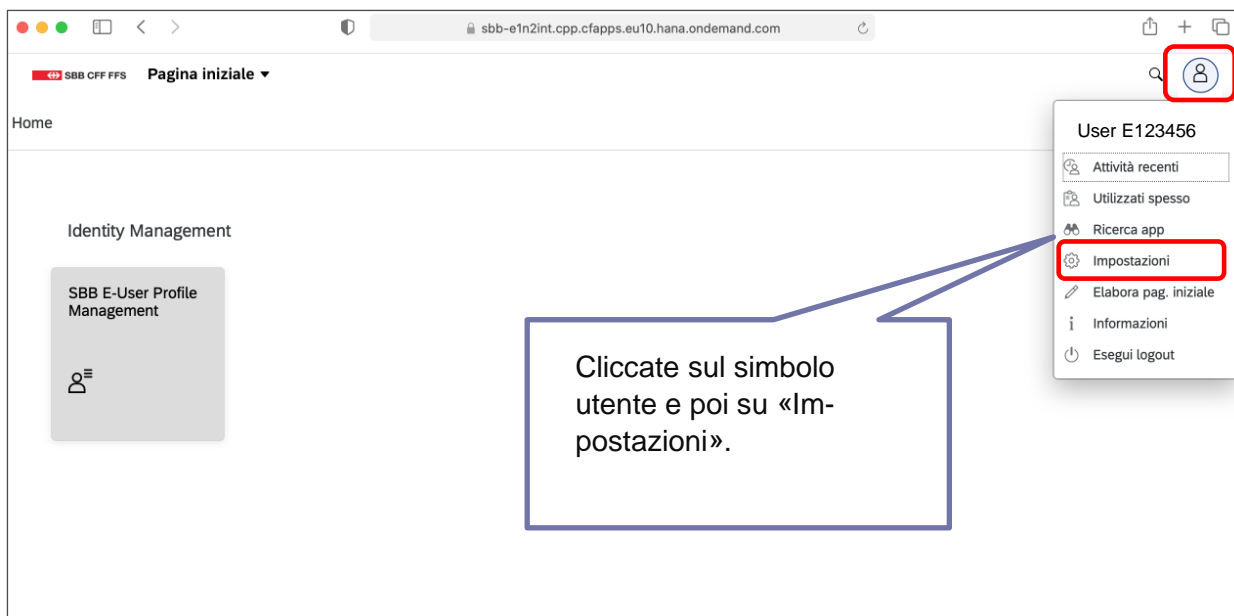 sbb-e1n2int.cpp.cfapps.eu10.hana.ondemand.com
SBB CFF FFS Pagina iniziale
Home
User E123456
Attività recenti
Utilizzati spesso
Ricerca app
Impostazioni
Elabora pag. iniziale
Informazioni
Esegui logout
Identity Management
SBB E-User Profile
Management
Cliccate sul simbolo
utente e poi su «Im-
postazioni».